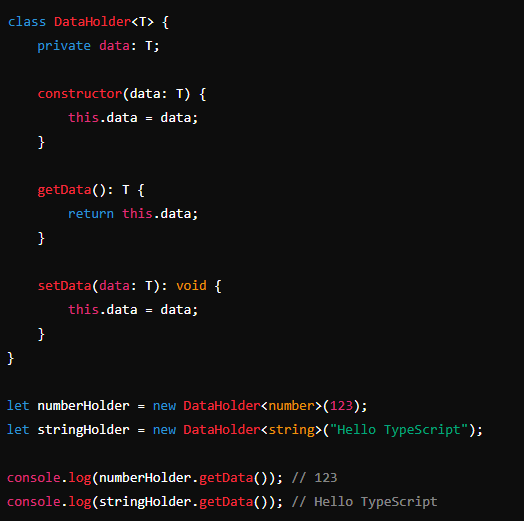 class DataHolder<T> {
    private data: T;

    constructor(data: T) {
        this.data = data;
    }

    getData(): T {
        return this.data;
    }

    setData(data: T): void {
        this.data = data;
    }
}

let numberHolder = new DataHolder<number>(123);
let stringHolder = new DataHolder<string>("Hello TypeScript");

console.log(numberHolder.getData()); // 123
console.log(stringHolder.getData()); // Hello TypeScript